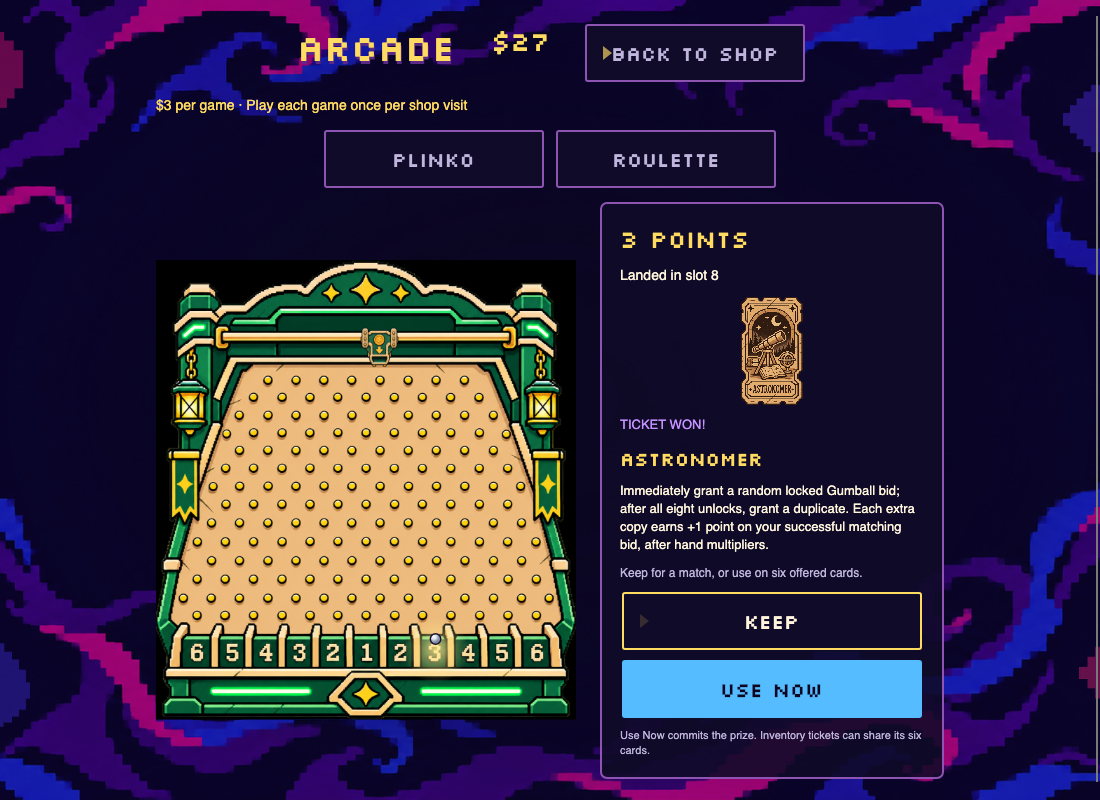 ARCADE
$27
BACK TO SHOP
$3 per game · Play each game once per shop visit
PLINKO
ROULETTE
3 POINTS
Landed in slot 8
ASTRONOMER
TICKET WON!
ASTRONOMER
Immediately grant a random locked Gumball bid;
after all eight unlocks, grant a duplicate. Each extra
copy earns +1 point on your successful matching
bid, after hand multipliers.
Keep for a match, or use on six offered cards.
KEEP
USE NOW
Use Now commits the prize. Inventory tickets can share its six
cards.
6 5 4 3 2 1 2 3 4 5 6